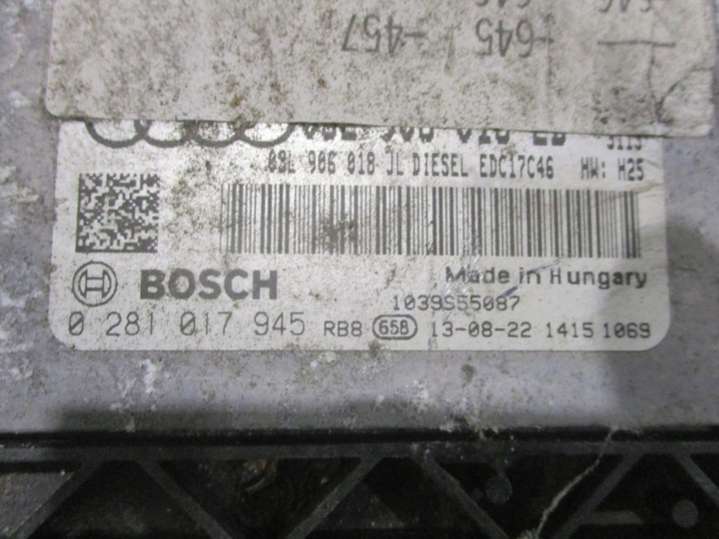 -645
-457
03L 906 018 JL DIESEL EDC17C46 HW: H25
BOSCH
Made in Hungary
1039S55087
0 281 017 945 RB8 658 13-08-22 1415 1069